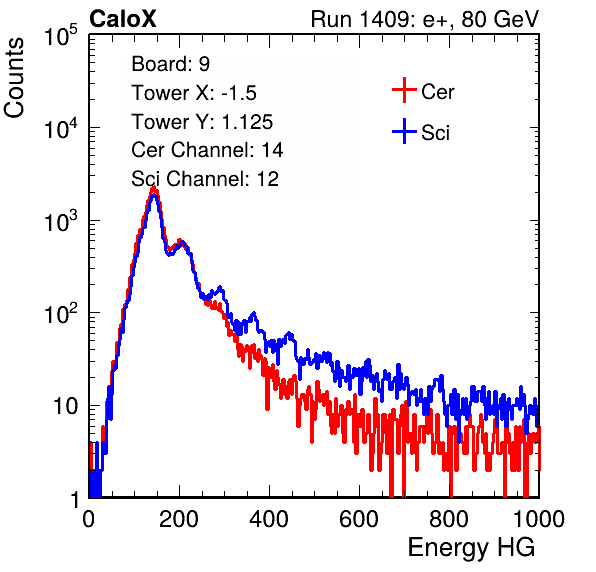 CaloX Run 1409: e+, 80 GeV
Counts
10^5
10^4
10^3
10^2
10
1
Board: 9
Tower X: -1.5
Tower Y: 1.125
Cer Channel: 14
Sci Channel: 12
Cer
Sci
0 200 400 600 800 1000
Energy HG